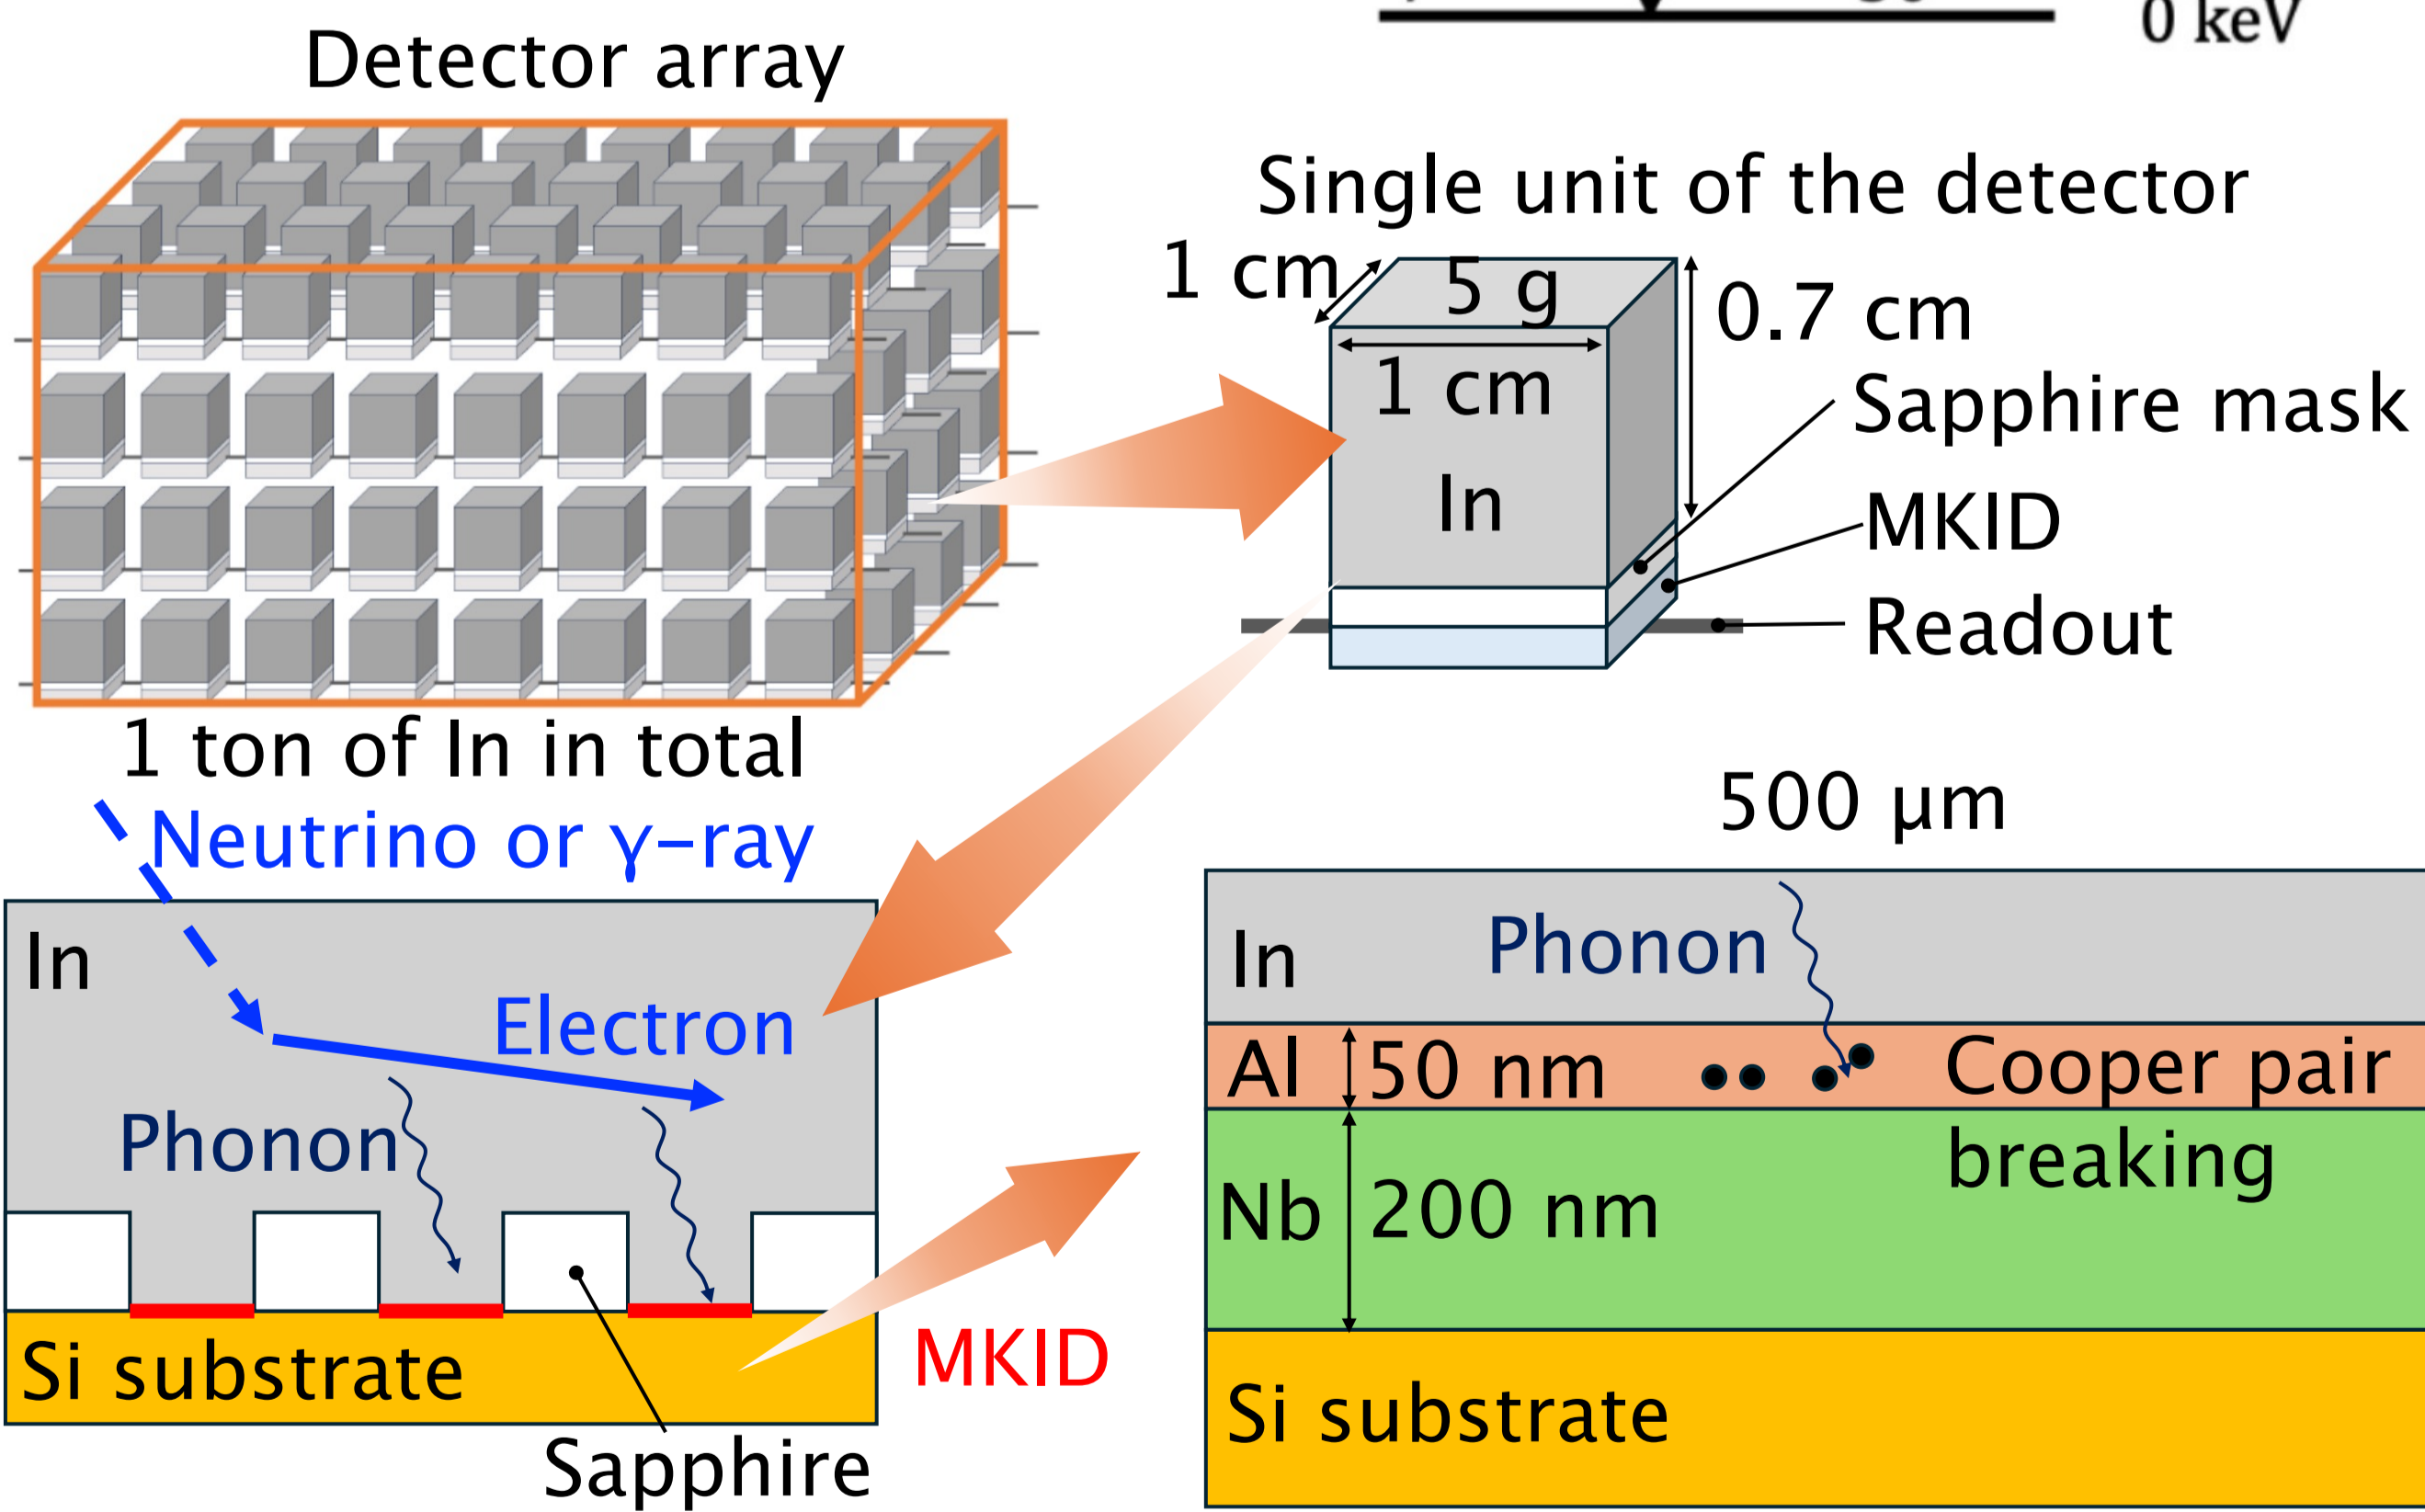 0 keV
Detector array
Single unit of the detector
1 cm
5 g
0.7 cm
1 cm
Sapphire mask
In
MKID
Readout
1 ton of In in total
Neutrino or γ-ray
In
Electron
Phonon
Si substrate
MKID
Sapphire
500 μm
In
Phonon
Al
50 nm
Cooper pair
breaking
Nb
200 nm
Si substrate